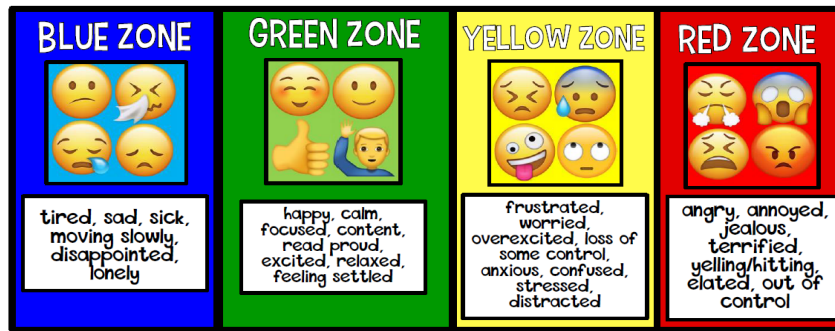 BLUE ZONE
tired, sad, sick,
moving slowly,
disappointed,
lonely
GREEN ZONE
happy, calm,
focused, content,
read proud,
excited, relaxed,
feeling settled
YELLOW ZONE
frustrated,
worried,
overexcited, loss of
some control,
anxious, confused,
stressed,
distracted
RED ZONE
angry, annoyed,
jealous,
terrified,
yelling/hitting,
elated, out of
control